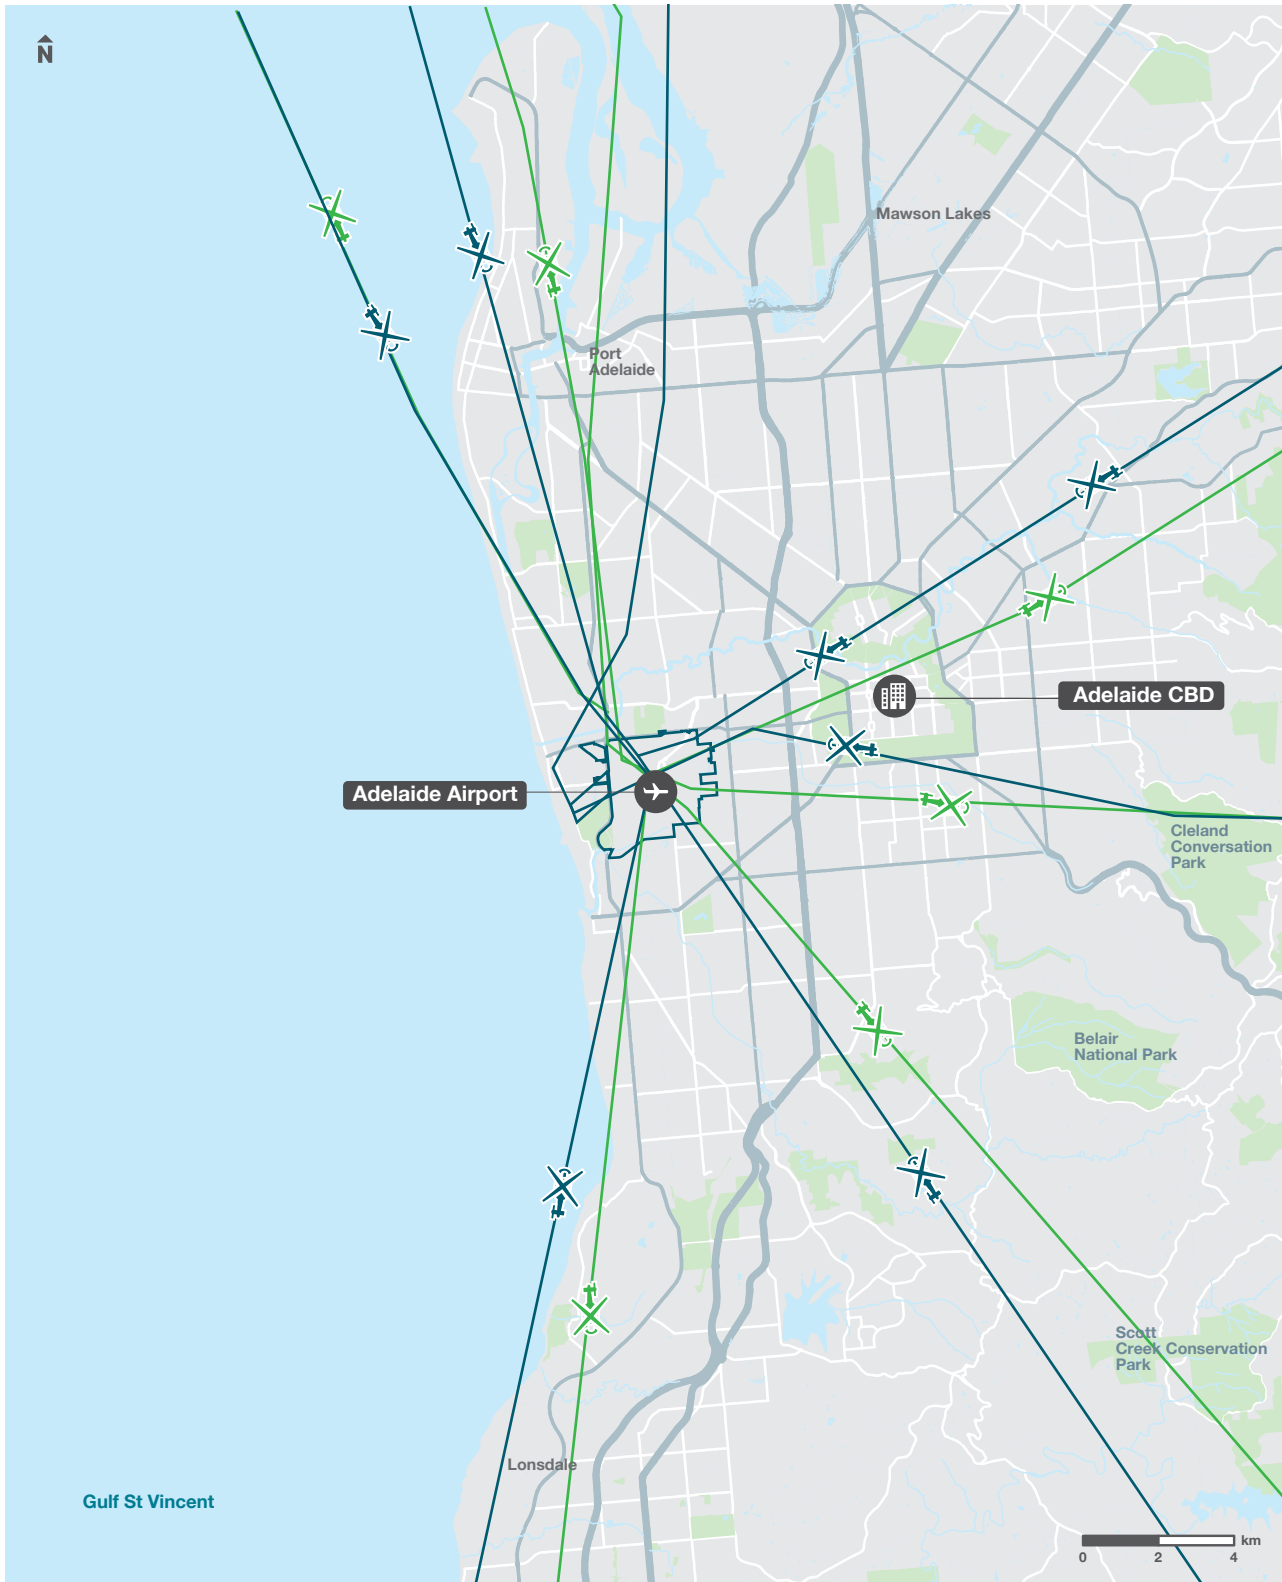 N
Mawson Lakes
Port
Adelaide
Adelaide CBD
Adelaide Airport
Cleland
Conversation
Park
Belair
National Park
Scott
Creek Conservation
Park
Lonsdale
Gulf St Vincent
km
0 2 4